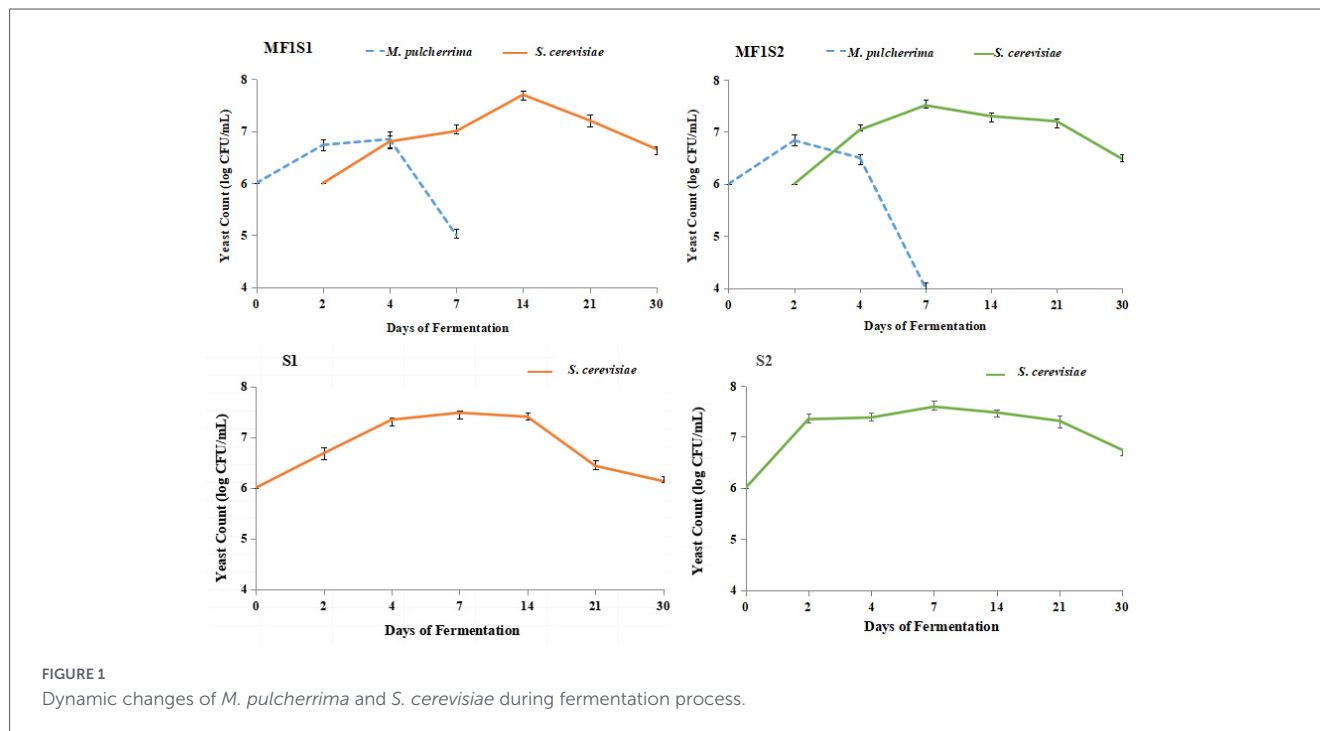 MF1S1 M. pulcherrima S. cerevisiae
Yeast Count (log CFU/mL)
8
7
6
5
4
0 2 4 7 14 21 30
Days of Fermentation
MF1S2 M. pulcherrima S. cerevisiae
Yeast Count (log CFU/mL)
8
7
6
5
4
0 2 4 7 14 21 30
Days of Fermentation
S1 S. cerevisiae
Yeast Count (log CFU/mL)
8
7
6
5
4
0 2 4 7 14 21 30
Days of Fermentation
S2 S. cerevisiae
Yeast Count (log CFU/mL)
8
7
6
5
4
0 2 4 7 14 21 30
Days of Fermentation
FIGURE 1
Dynamic changes of M. pulcherrima and S. cerevisiae during fermentation process.